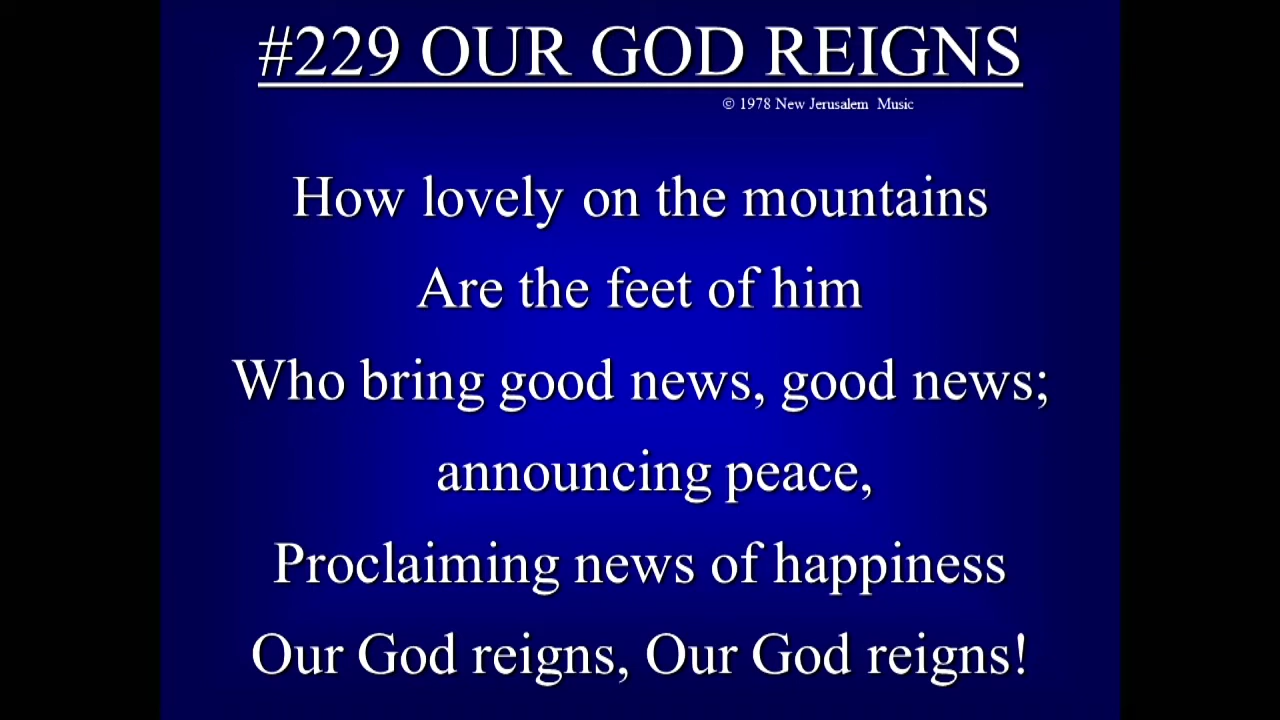 #229 OUR GOD REIGNS
© 1978 New Jerusalem Music
How lovely on the mountains
Are the feet of him
Who bring good news, good news;
announcing peace,
Proclaiming news of happiness
Our God reigns, Our God reigns!